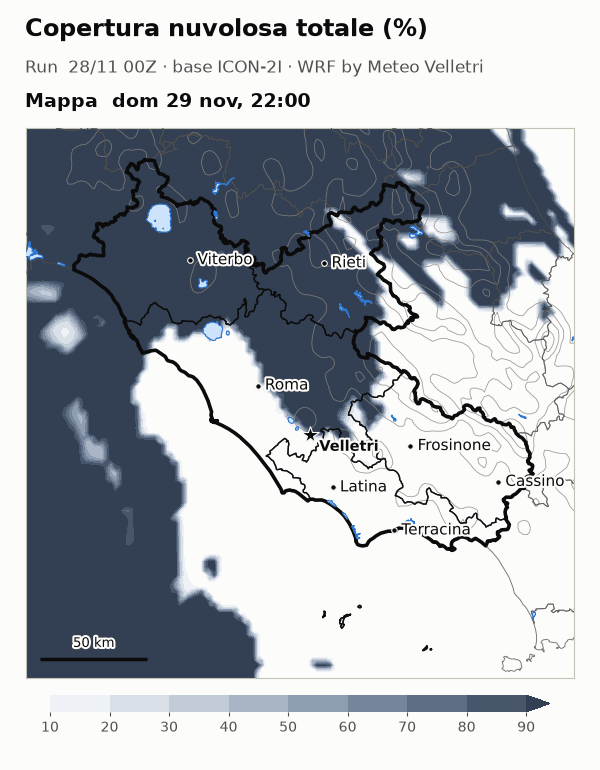 Copertura nuvolosa totale (%)
Run  28/11 00Z · base ICON-2I · WRF by Meteo Velletri
Mappa  dom 29 nov, 22:00
Viterbo
Rieti
Roma
Velletri
Frosinone
Latina
Cassino
Terracina
50 km
10 20 30 40 50 60 70 80 90